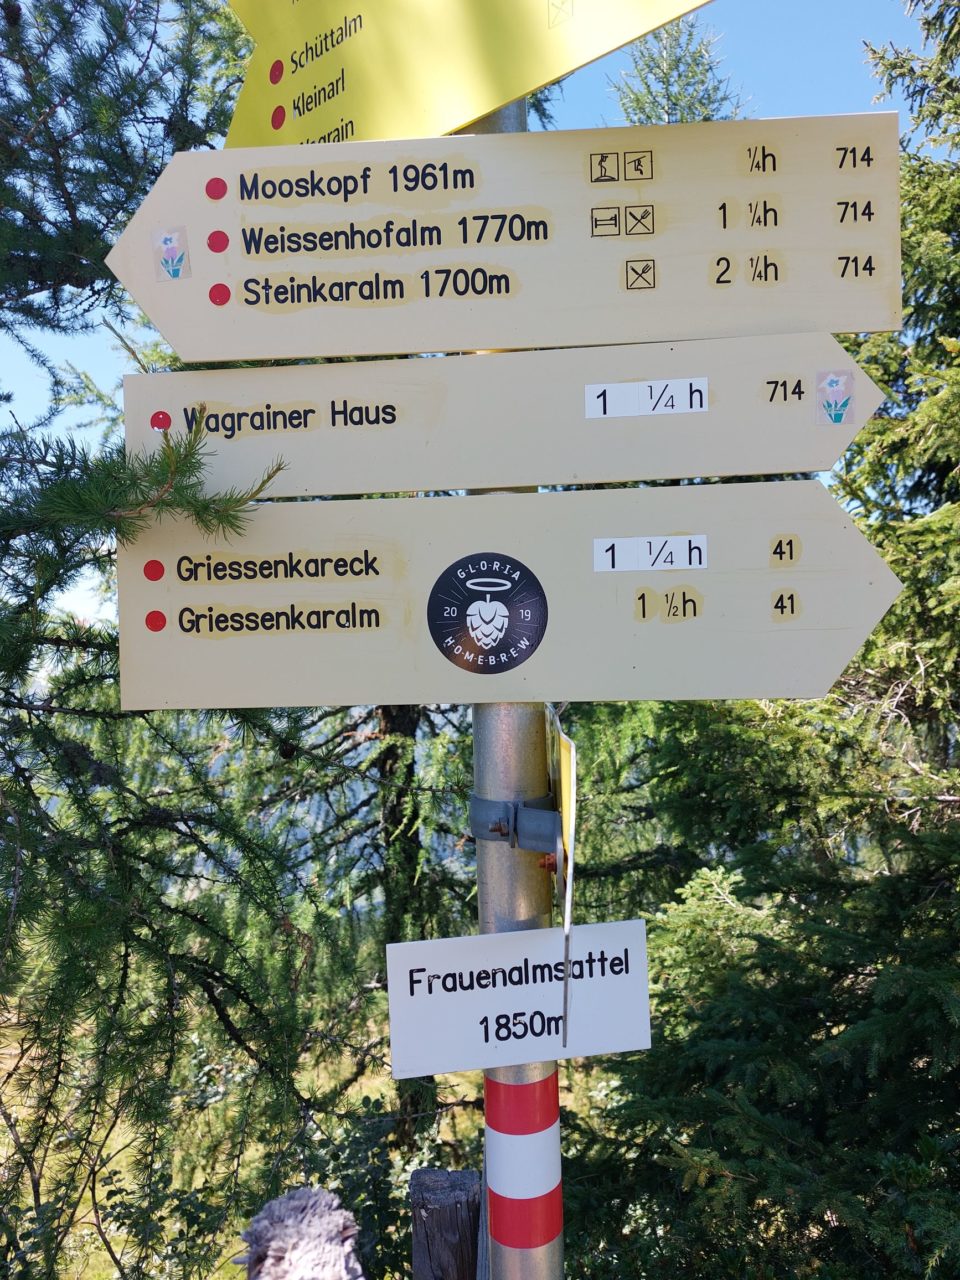 Schüttalm
Kleinarl
Mooskopf 1961m ¼h 714
Weissenhofalm 1770m 1 ¼h 714
Steinkaralm 1700m 2 ¼h 714
Wagrainer Haus 1 1/4 h 714
Griessenkareck 1 1/4 h 41
Griessenkaralm 1 ½h 41
G-L-O-R-I-A
20 19
H-O-M-E-B-R-E-W
Frauenalmsattel
1850m